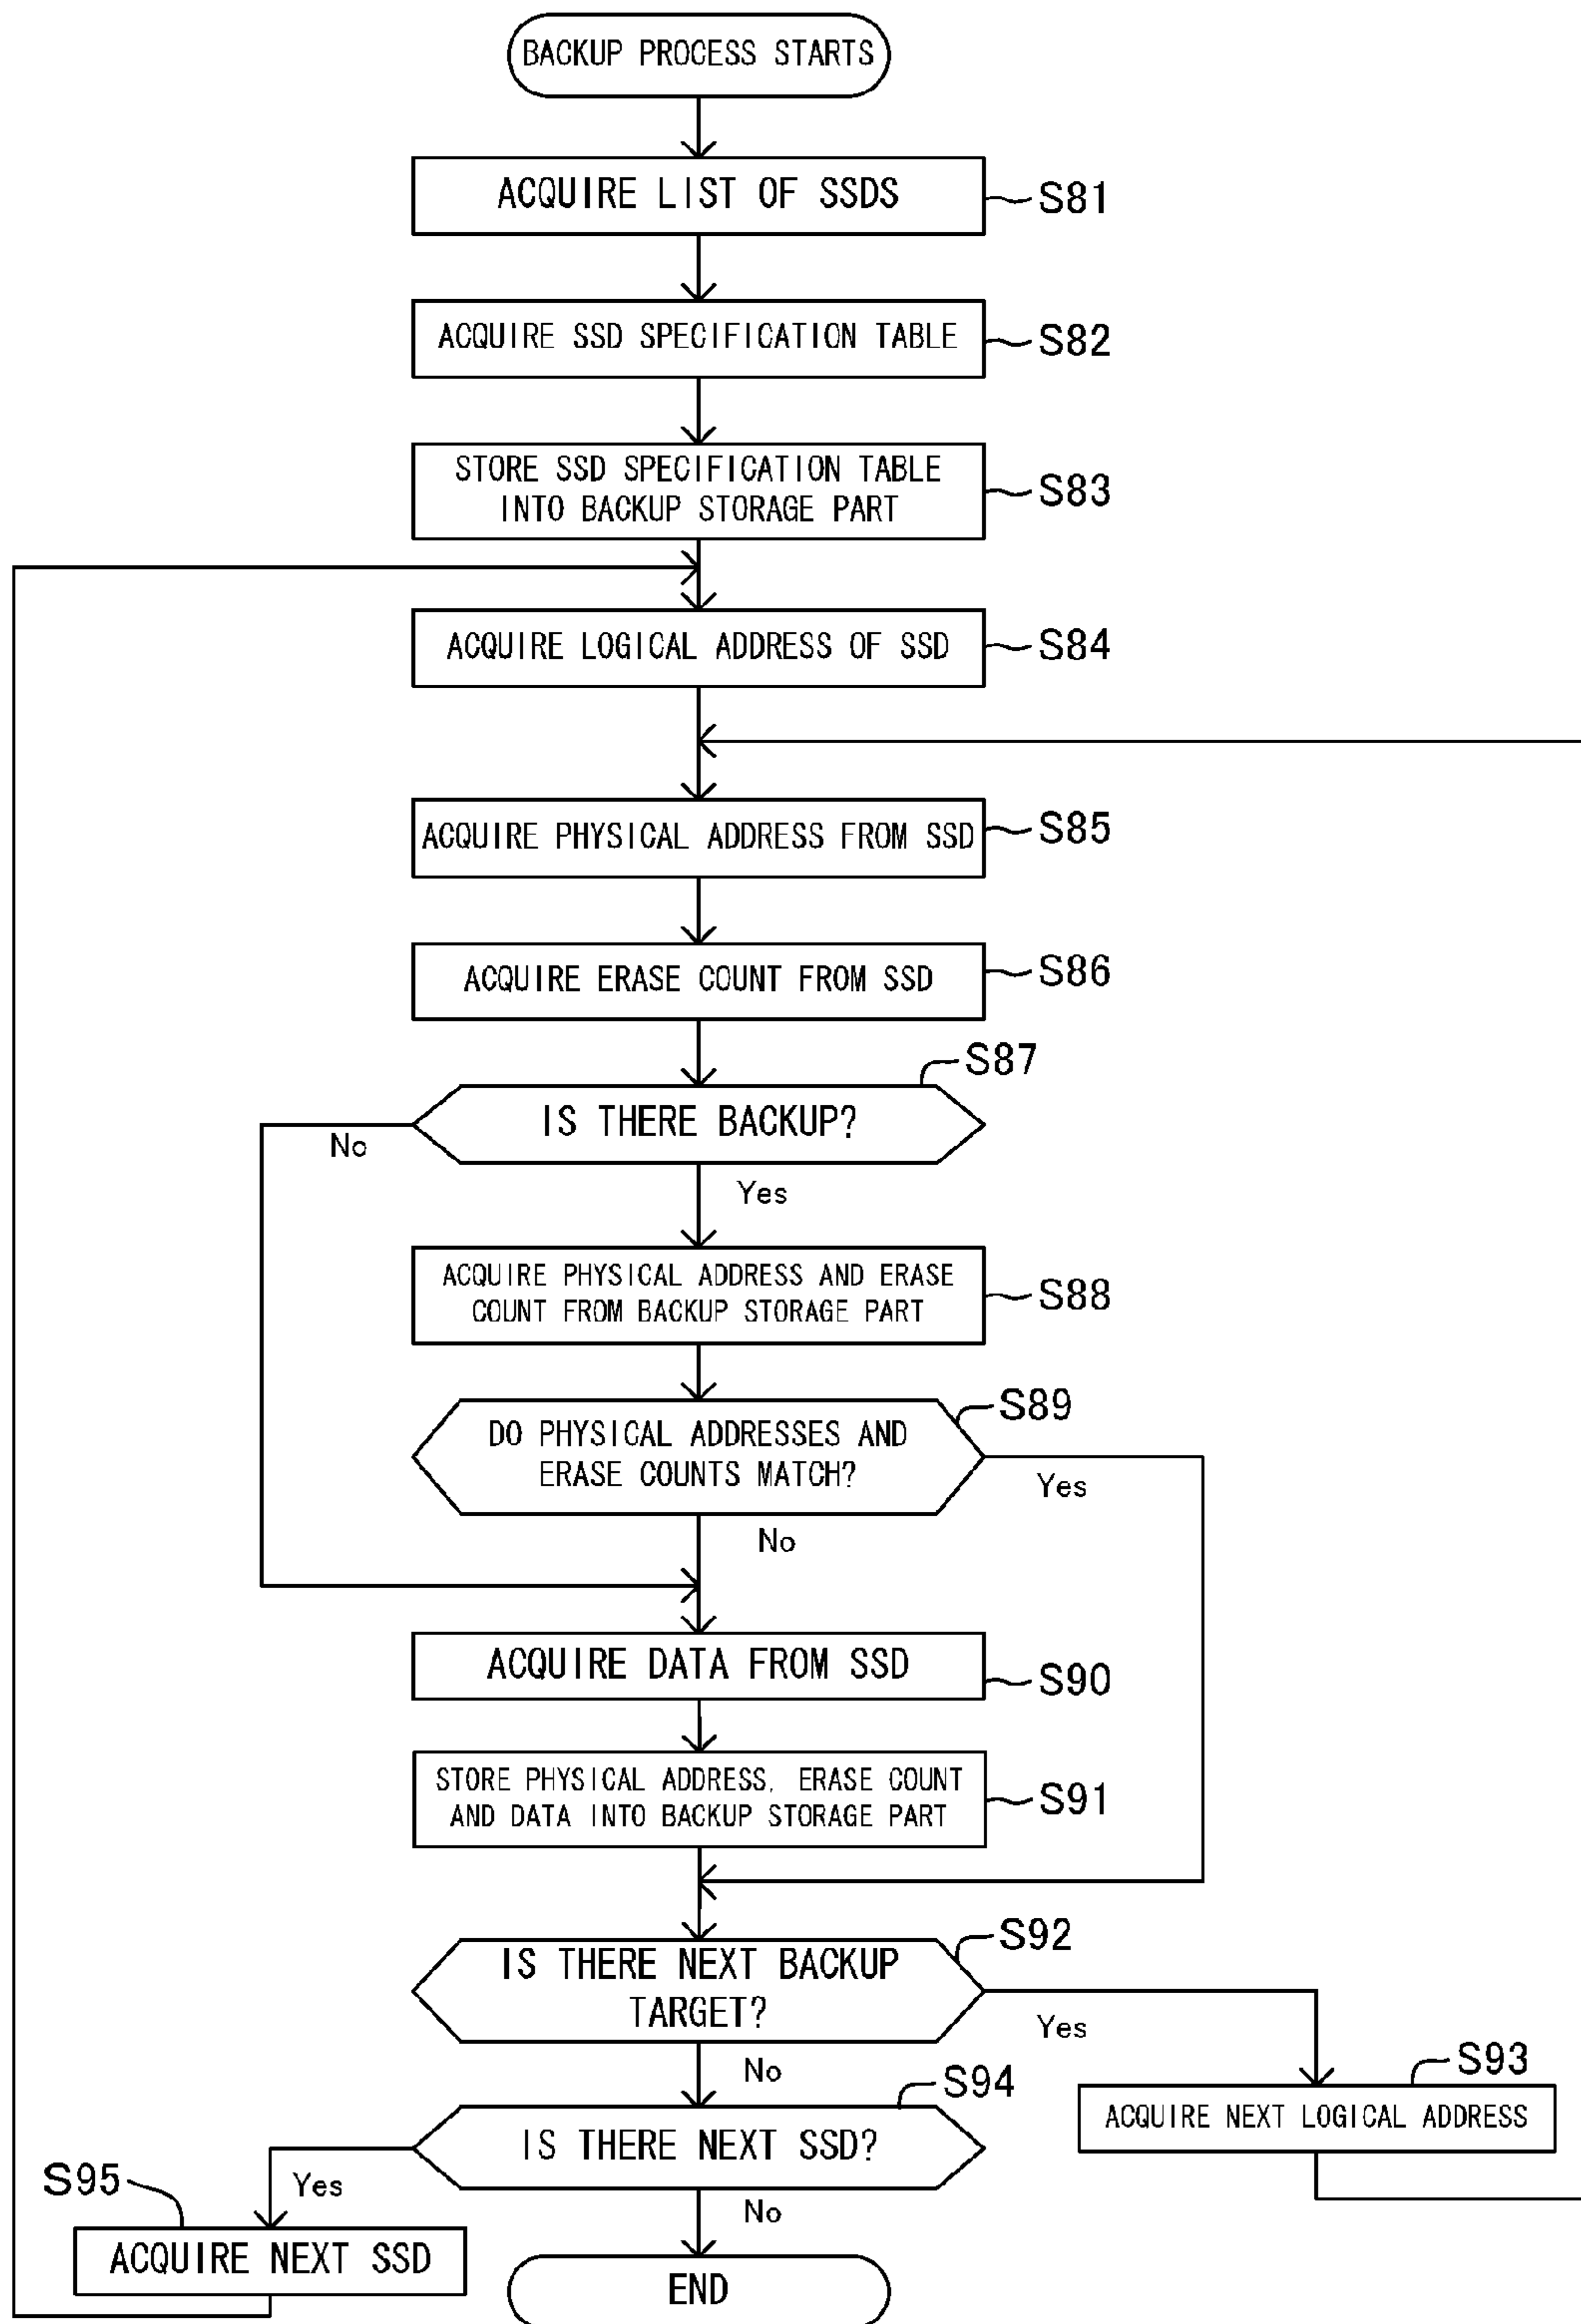 BACKUP PROCESS STARTS
ACQUIRE LIST OF SSDS
S81
ACQUIRE SSD SPECIFICATION TABLE
S82
STORE SSD SPECIFICATION TABLE
INTO BACKUP STORAGE PART
S83
ACQUIRE LOGICAL ADDRESS OF SSD
S84
ACQUIRE PHYSICAL ADDRESS FROM SSD
S85
ACQUIRE ERASE COUNT FROM SSD
S86
S87
IS THERE BACKUP?
No
Yes
ACQUIRE PHYSICAL ADDRESS AND ERASE
COUNT FROM BACKUP STORAGE PART
S88
S89
DO PHYSICAL ADDRESSES AND
ERASE COUNTS MATCH?
Yes
No
ACQUIRE DATA FROM SSD
S90
STORE PHYSICAL ADDRESS, ERASE COUNT
AND DATA INTO BACKUP STORAGE PART
S91
S92
IS THERE NEXT BACKUP
TARGET?
Yes
No
S93
ACQUIRE NEXT LOGICAL ADDRESS
S94
IS THERE NEXT SSD?
S95
Yes
No
ACQUIRE NEXT SSD
END